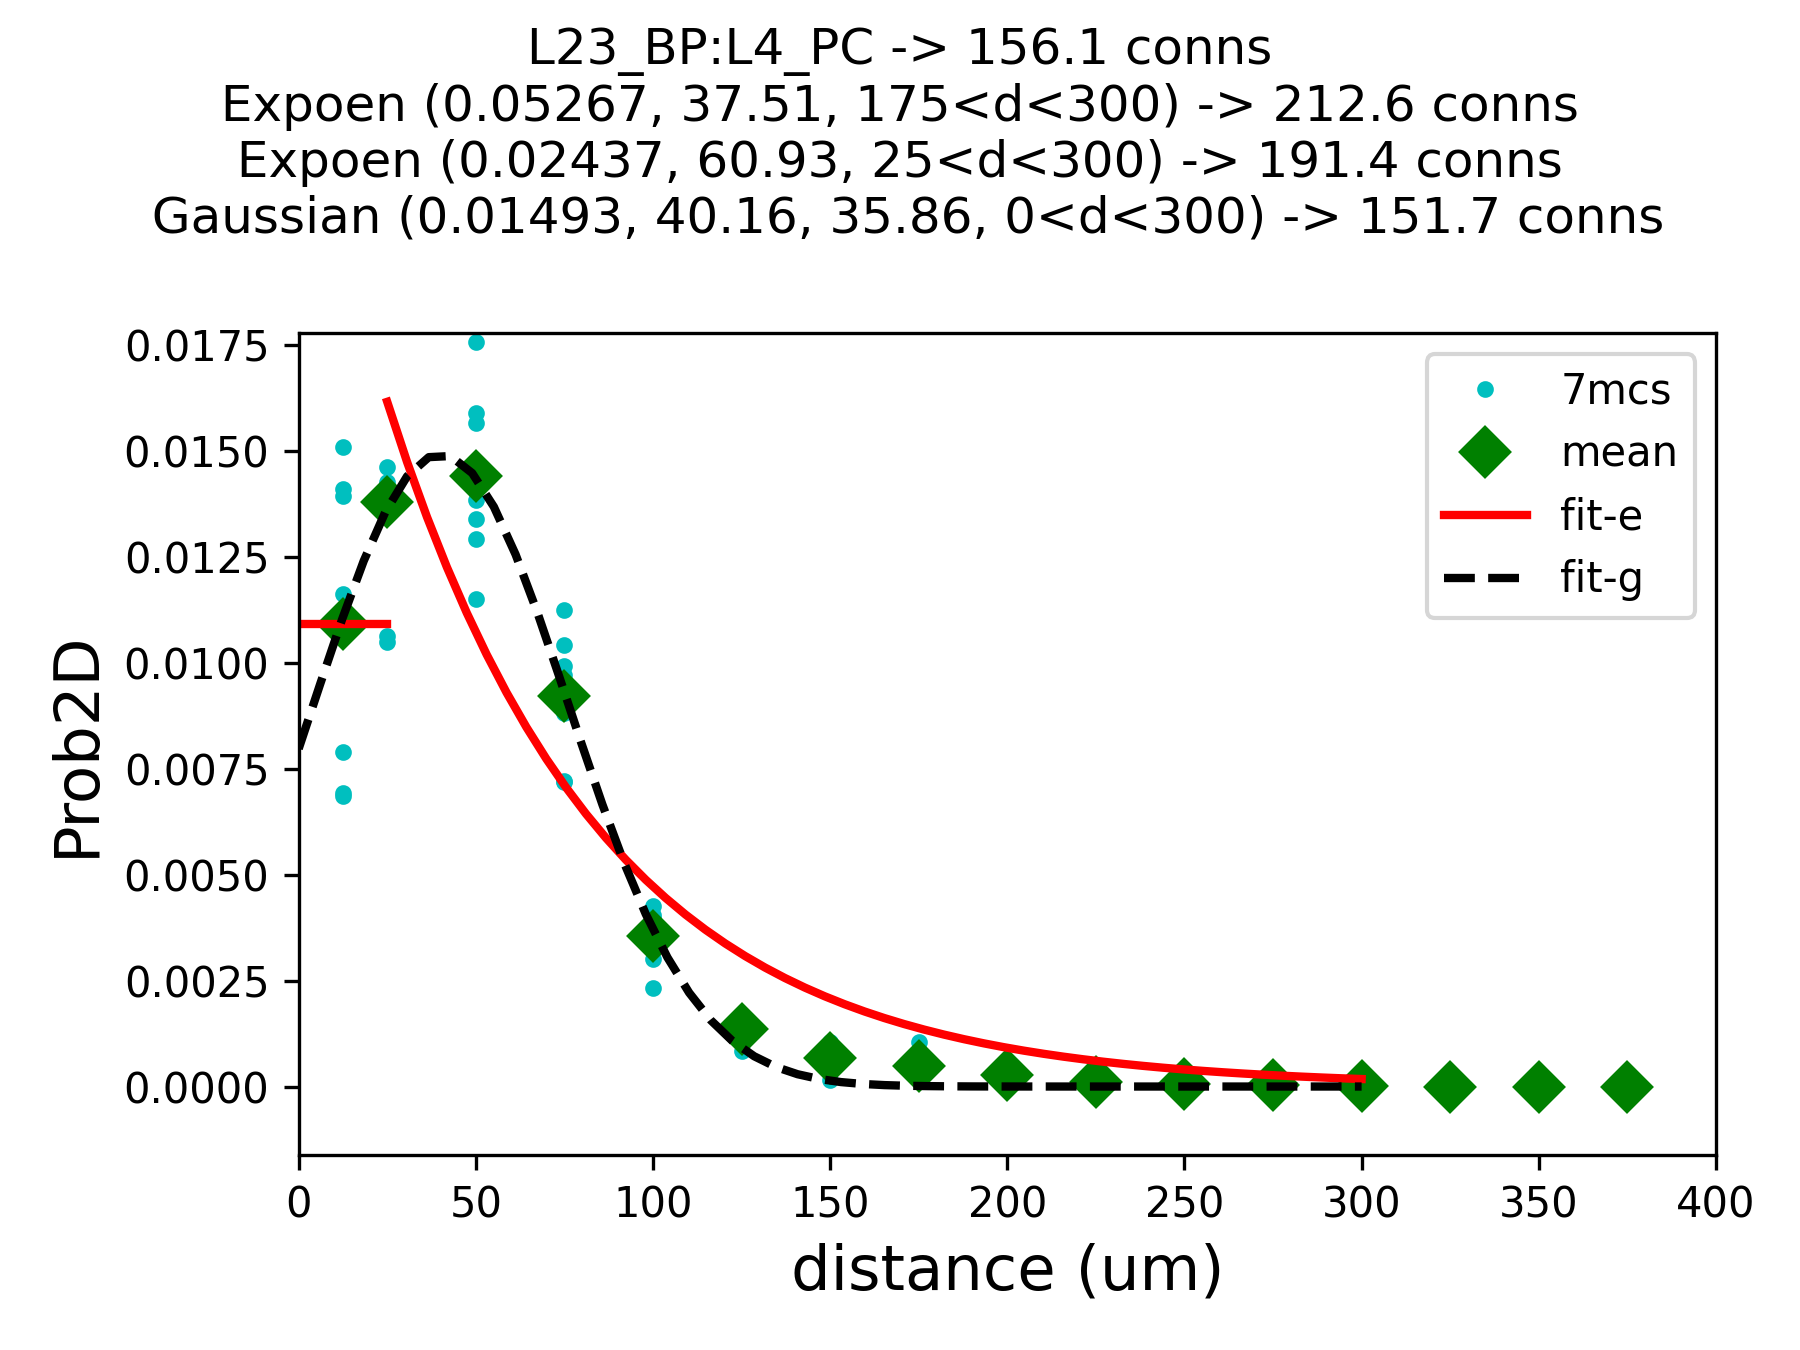 L23_BP:L4_PC -> 156.1 conns
Expoen (0.05267, 37.51, 175<d<300) -> 212.6 conns
Expoen (0.02437, 60.93, 25<d<300) -> 191.4 conns
Gaussian (0.01493, 40.16, 35.86, 0<d<300) -> 151.7 conns
0.0175
0.0150
0.0125
0.0100
0.0075
0.0050
0.0025
0.0000
Prob2D
7mcs
mean
fit-e
fit-g
0 50 100 150 200 250 300 350 400
distance (um)